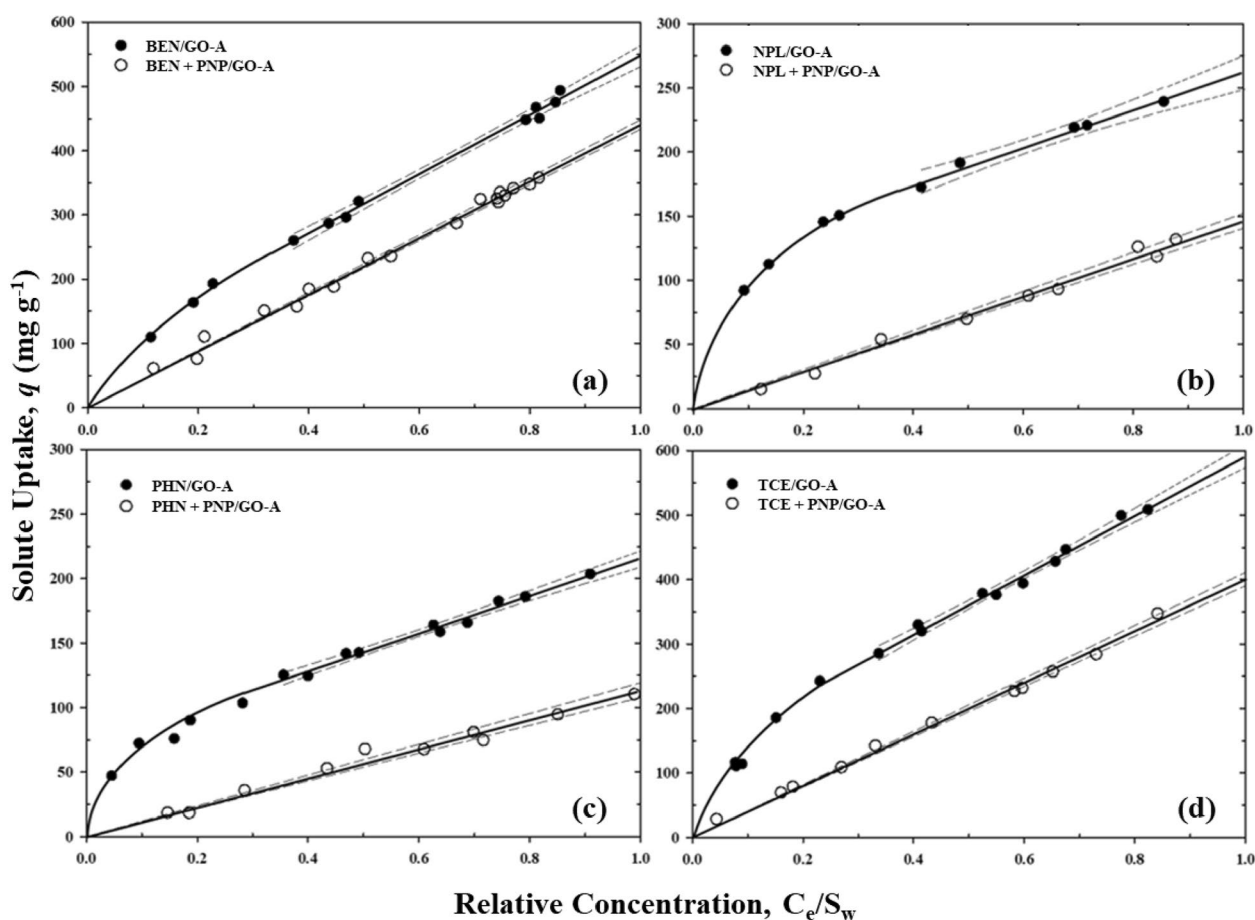 600
500
400
300
200
100
0
BEN/GO-A
BEN + PNP/GO-A
(a)
0.0 0.2 0.4 0.6 0.8 1.0
300
250
200
150
100
50
0
NPL/GO-A
NPL + PNP/GO-A
(b)
0.0 0.2 0.4 0.6 0.8 1.0
300
250
200
150
100
50
0
PHN/GO-A
PHN + PNP/GO-A
(c)
0.0 0.2 0.4 0.6 0.8 1.0
600
500
400
300
200
100
0
TCE/GO-A
TCE + PNP/GO-A
(d)
0.0 0.2 0.4 0.6 0.8 1.0
Solute Uptake, q (mg g⁻¹)
Relative Concentration, Cₑ/S_w